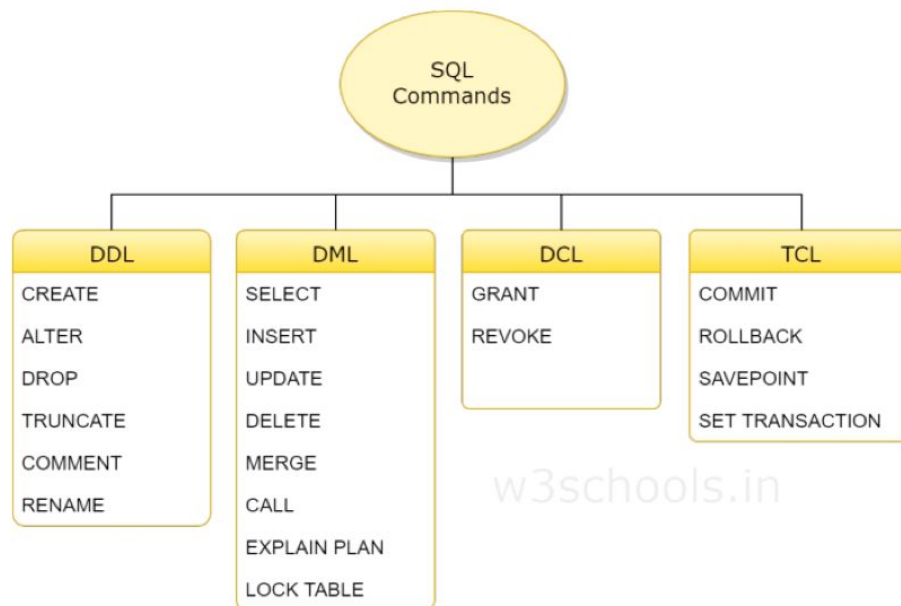 SQL
Commands
DDL
CREATE
ALTER
DROP
TRUNCATE
COMMENT
RENAME
DML
SELECT
INSERT
UPDATE
DELETE
MERGE
CALL
EXPLAIN PLAN
LOCK TABLE
DCL
GRANT
REVOKE
TCL
COMMIT
ROLLBACK
SAVEPOINT
SET TRANSACTION
w3schools.in